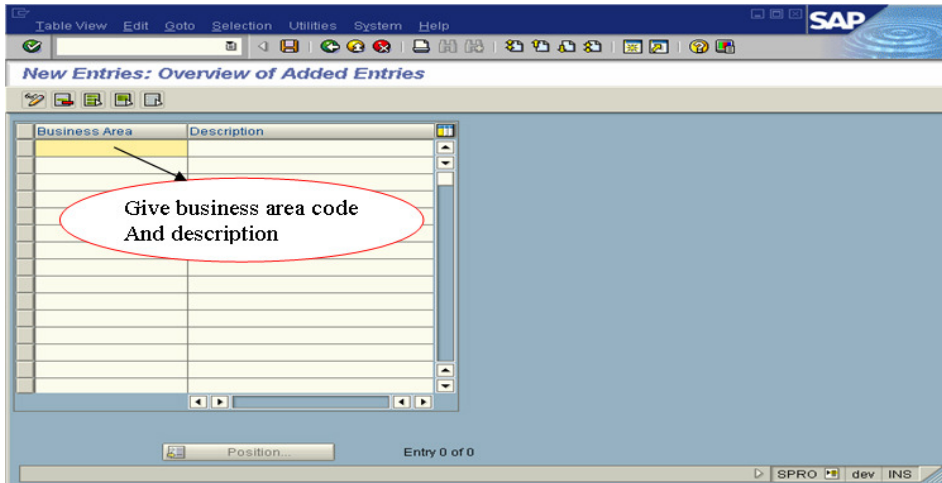 Table View Edit Goto Selection Utilities System Help
SAP
New Entries: Overview of Added Entries
Business Area Description
Give business area code
And description
Position... Entry 0 of 0
SPRO dev INS